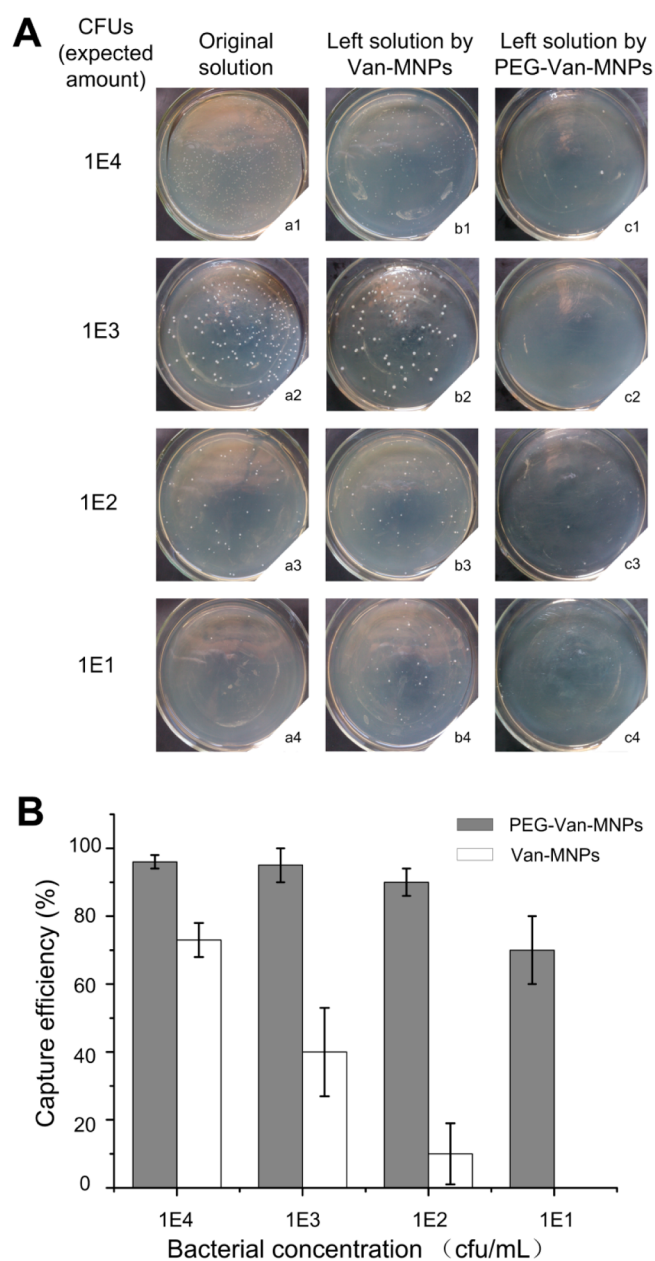 A
CFUs
(expected
amount)
Original
solution
Left solution by
Van-MNPs
Left solution by
PEG-Van-MNPs
1E4
a1
b1
c1
1E3
a2
b2
c2
1E2
a3
b3
c3
1E1
a4
b4
c4
B
PEG-Van-MNPs
Van-MNPs
Capture efficiency (%)
100
80
60
40
20
0
1E4 1E3 1E2 1E1
Bacterial concentration （cfu/mL）